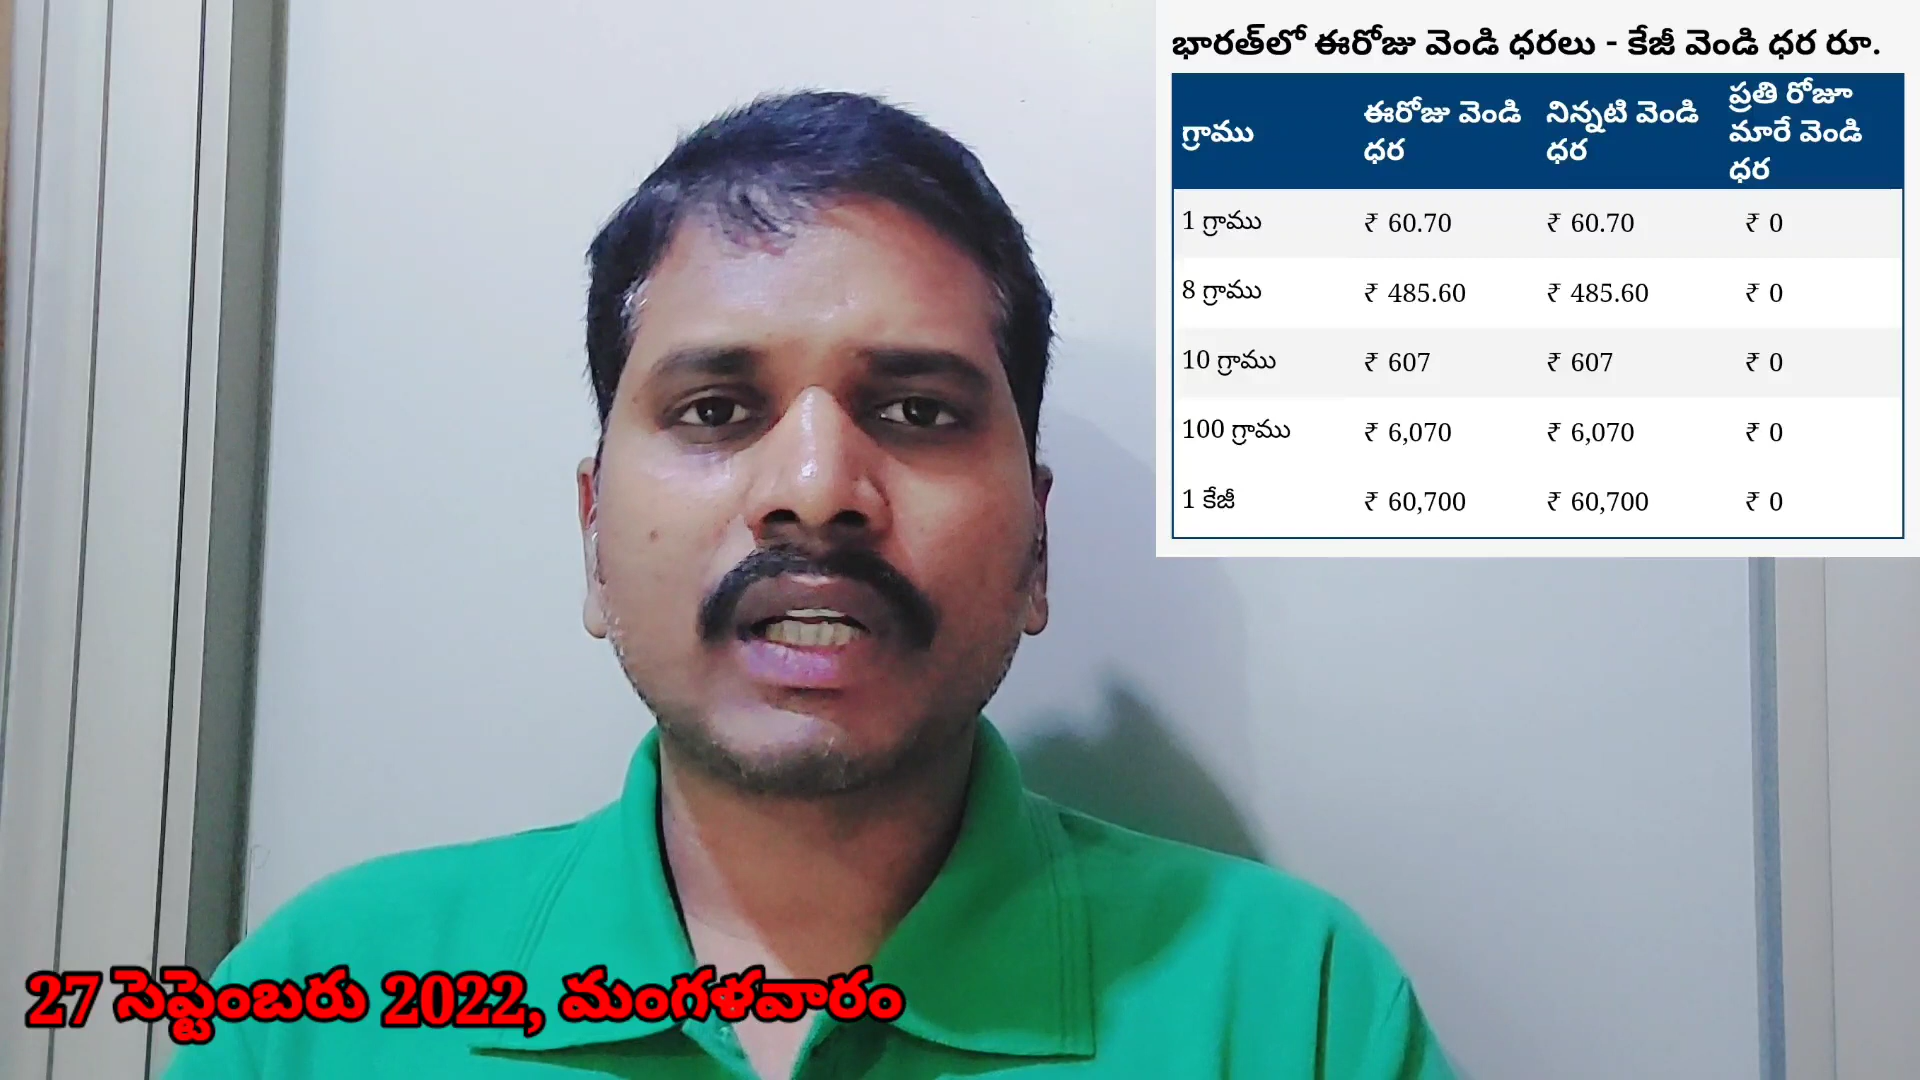 భారత్‌లో ఈరోజు వెండి ధరలు - కేజీ వెండి ధర రూ.
గ్రాము ఈరోజు వెండి ధర నిన్నటి వెండి ధర ప్రతి రోజూ మారే వెండి ధర
1 గ్రాము ₹ 60.70 ₹ 60.70 ₹ 0
8 గ్రాము ₹ 485.60 ₹ 485.60 ₹ 0
10 గ్రాము ₹ 607 ₹ 607 ₹ 0
100 గ్రాము ₹ 6,070 ₹ 6,070 ₹ 0
1 కేజీ ₹ 60,700 ₹ 60,700 ₹ 0
27 సెప్టెంబరు 2022, మంగళవారం